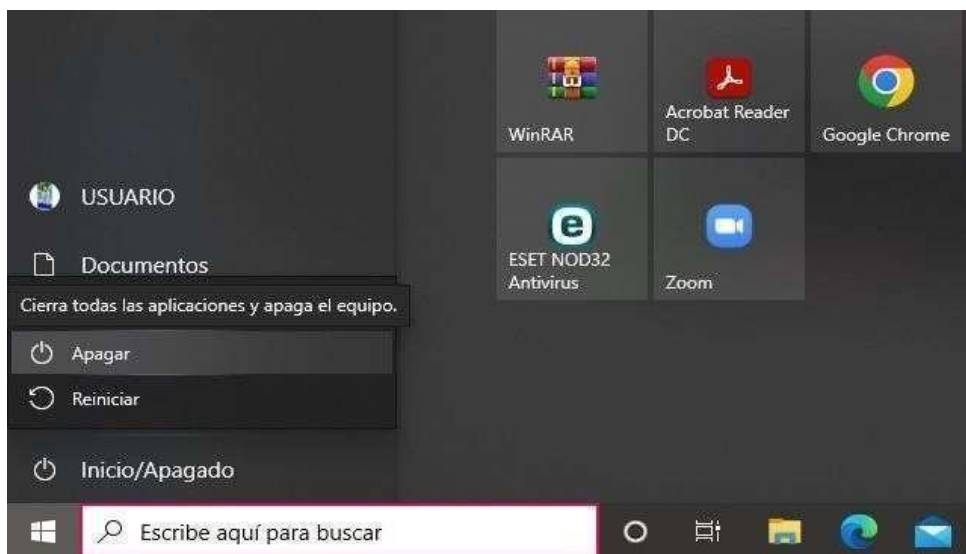 WinRAR
Acrobat Reader
DC
Google Chrome
USUARIO
Documentos
ESET NOD32
Antivirus
Zoom
Cierra todas las aplicaciones y apaga el equipo.
Apagar
Reiniciar
Inicio/Apagado
Escribe aquí para buscar